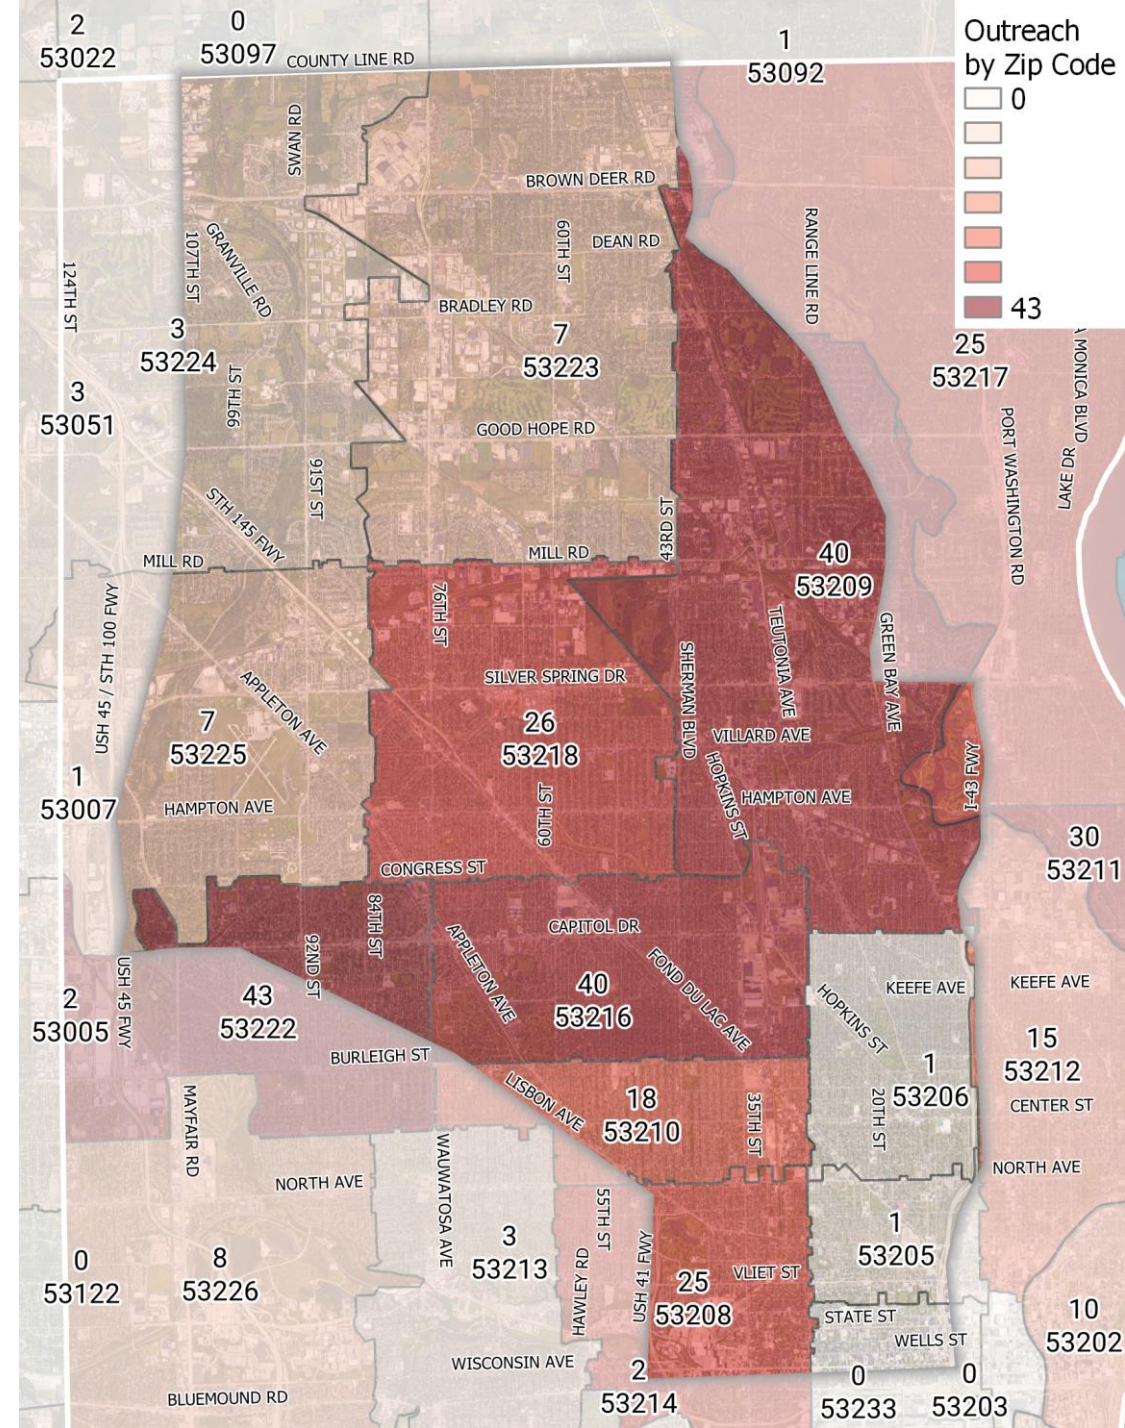 Outreach
by Zip Code
0
43
2
53022
0
53097
COUNTY LINE RD
1
53092
SWAN RD
BROWN DEER RD
60TH ST
DEAN RD
RANGE LINE RD
124TH ST
107TH ST
GRANVILLE RD
BRADLEY RD
3
53224
7
53223
25
53217
A MONICA BLVD
3
53051
99TH ST
GOOD HOPE RD
PORT WASHINGTON RD
LAKE DR
91ST ST
STH 145 FWY
43RD ST
MILL RD
MILL RD
40
53209
USH 45 / STH 100 FWY
76TH ST
TEUTONIA AVE
GREEN BAY AVE
SILVER SPRING DR
SHERMAN BLVD
APPLETON AVE
7
53225
26
53218
VILLARD AVE
HOPKINS ST
I-43 FWY
1
53007
HAMPTON AVE
60TH ST
HAMPTON AVE
30
53211
CONGRESS ST
84TH ST
CAPITOL DR
APPLETON AVE
92ND ST
FOND DU LAC AVE
USH 45 FWY
2
53005
43
53222
40
53216
HOPKINS ST
KEEFE AVE
KEEFE AVE
BURLEIGH ST
15
53212
1
53206
LISBON AVE
18
53210
35TH ST
20TH ST
CENTER ST
MAYFAIR RD
WAUWATOSA AVE
NORTH AVE
NORTH AVE
55TH ST
0
53122
8
53226
3
53213
HAWLEY RD
USH 41 FWY
1
53205
25
53208
VLIET ST
STATE ST
WELLS ST
10
53202
WISCONSIN AVE
2
53214
0
53233
0
53203
BLUEMOUND RD